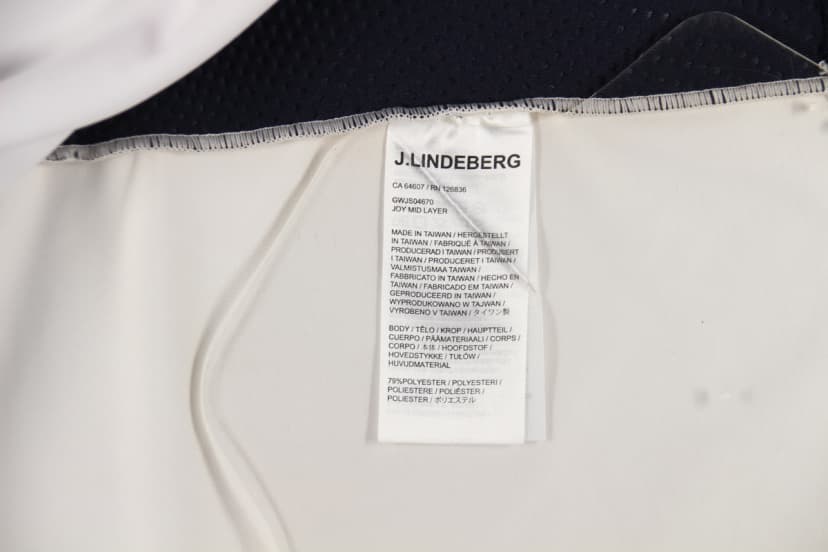 J.LINDEBERG
CA 64607 / RN 126836
GWJS04670
JOY MID LAYER
MADE IN TAIWAN / HERGESTELLT
IN TAIWAN / FABRIQUÉ À TAIWAN /
PRODUCERAD I TAIWAN / PRODUSERT
I TAIWAN / PRODUCERET I TAIWAN /
VALMISTUSMAA TAIWAN /
FABBRICATO IN TAIWAN / HECHO EN
TAIWAN / FABRICADO EM TAIWAN /
GEPRODUCEERD IN TAIWAN /
WYPRODUKOWANO W TAJWAN /
VYROBENO V TAIWAN / タイワン製
BODY / TĚLO / KROP / HAUPTTEIL /
CUERPO / PÄÄMATERIAALI / CORPS /
CORPO / 本体 / HOOFDSTOF /
HOVEDSTYKKE / TUŁÓW /
HUVUDMATERIAL
79%POLYESTER / POLYESTERI /
POLIESTERE / POLIÉSTER /
POLIESTER / ポリエステル